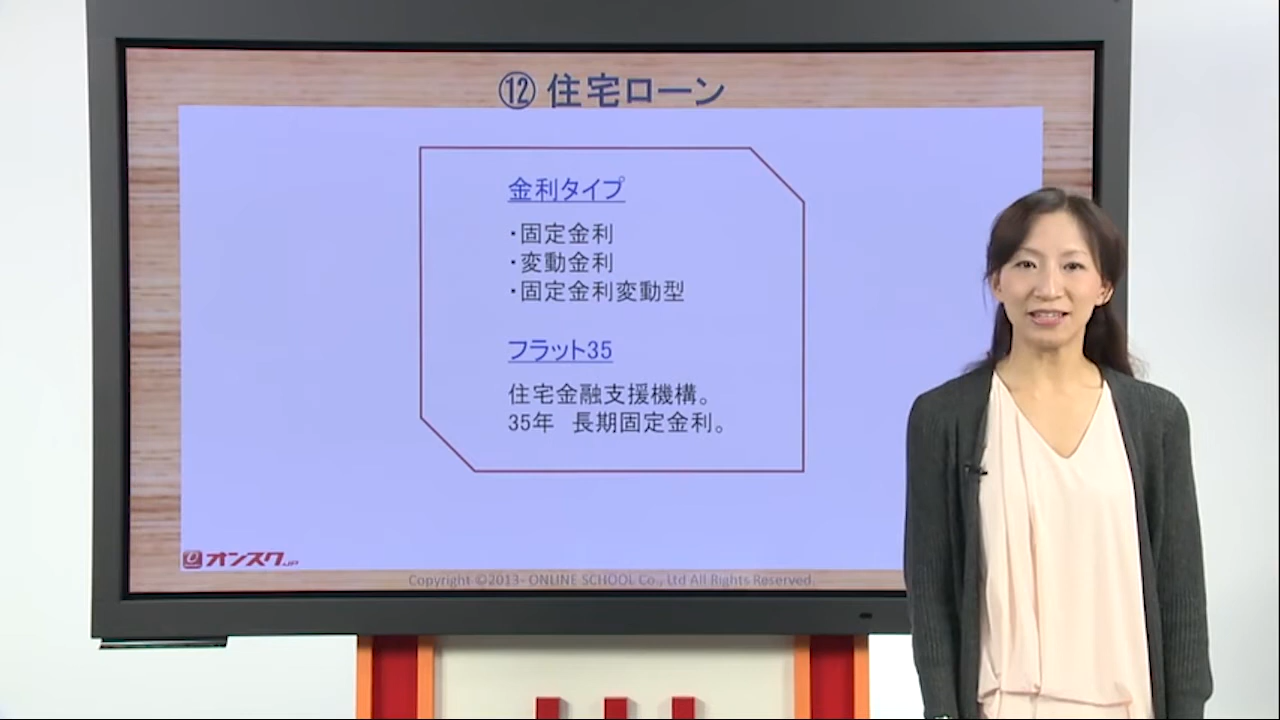 ⑫ 住宅ローン
金利タイプ
・固定金利
・変動金利
・固定金利変動型
フラット35
住宅金融支援機構。
35年　長期固定金利。
オンスク.JP
Copyright ©2013- ONLINE SCHOOL Co., Ltd All Rights Reserved.